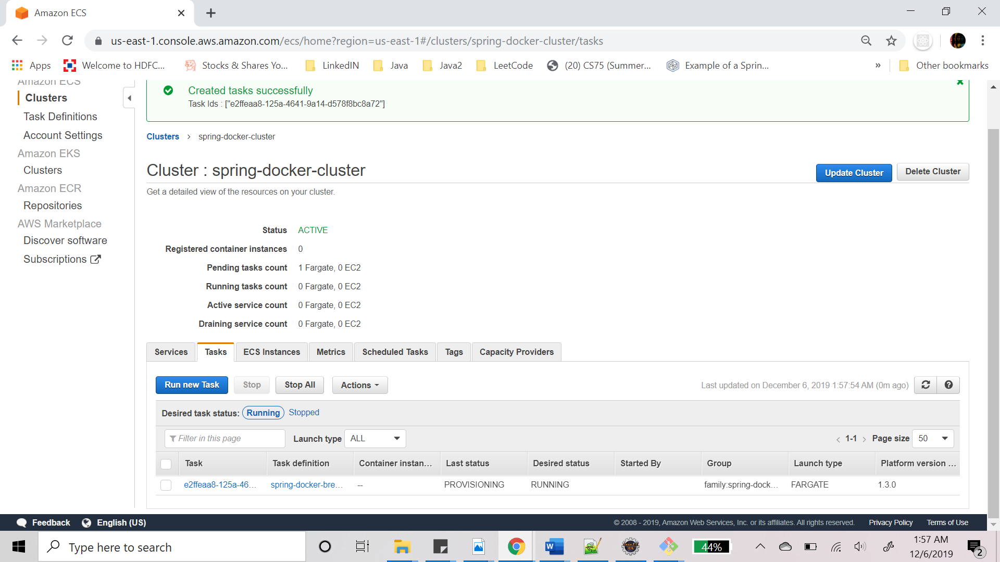 Amazon ECS
us-east-1.console.aws.amazon.com/ecs/home?region=us-east-1#/clusters/spring-docker-cluster/tasks
Apps
Welcome to HDFC...
Stocks & Shares Yo...
LinkedIN
Java
Java2
LeetCode
(20) CS75 (Summer...
Example of a Sprin...
»
Other bookmarks
Amazon ECS
Clusters
Task Definitions
Account Settings
Amazon EKS
Clusters
Amazon ECR
Repositories
AWS Marketplace
Discover software
Subscriptions
Created tasks successfully
Task Ids : ["e2ffeaa8-125a-4641-9a14-d578f8bc8a72"]
Clusters > spring-docker-cluster
Cluster : spring-docker-cluster
Update Cluster
Delete Cluster
Get a detailed view of the resources on your cluster.
Status ACTIVE
Registered container instances 0
Pending tasks count 1 Fargate, 0 EC2
Running tasks count 0 Fargate, 0 EC2
Active service count 0 Fargate, 0 EC2
Draining service count 0 Fargate, 0 EC2
Services Tasks ECS Instances Metrics Scheduled Tasks Tags Capacity Providers
Run new Task Stop Stop All Actions
Last updated on December 6, 2019 1:57:54 AM (0m ago)
Desired task status: Running Stopped
Filter in this page Launch type ALL
< 1-1 > Page size 50
Task Task definition Container instan... Last status Desired status Started By Group Launch type Platform version ...
e2ffeaa8-125a-46... spring-docker-bre... -- PROVISIONING RUNNING family:spring-dock... FARGATE 1.3.0
Feedback English (US)
© 2008 - 2019, Amazon Web Services, Inc. or its affiliates. All rights reserved. Privacy Policy Terms of Use
Type here to search
44%
1:57 AM
12/6/2019
2